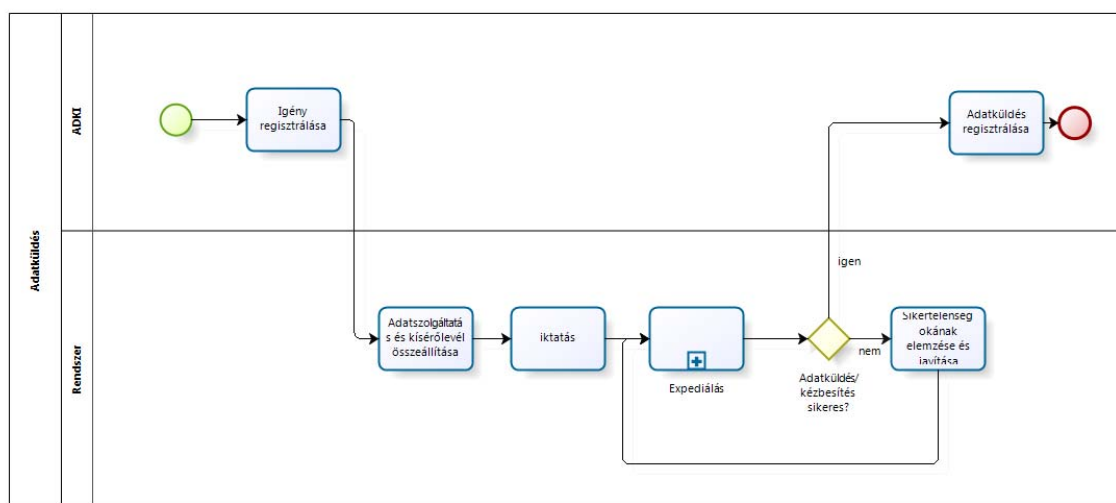 Adatküldés
ADKI
Igény
regisztrálása
Adatküldés
regisztrálása
Rendszer
igen
Adatszolgáltatá
s és kísérőlevél
összeállítása
iktatás
Expediálás
Adatküldés/
kézbesítés
sikeres?
nem
Sikertelenség
okának
elemzése és
javítása